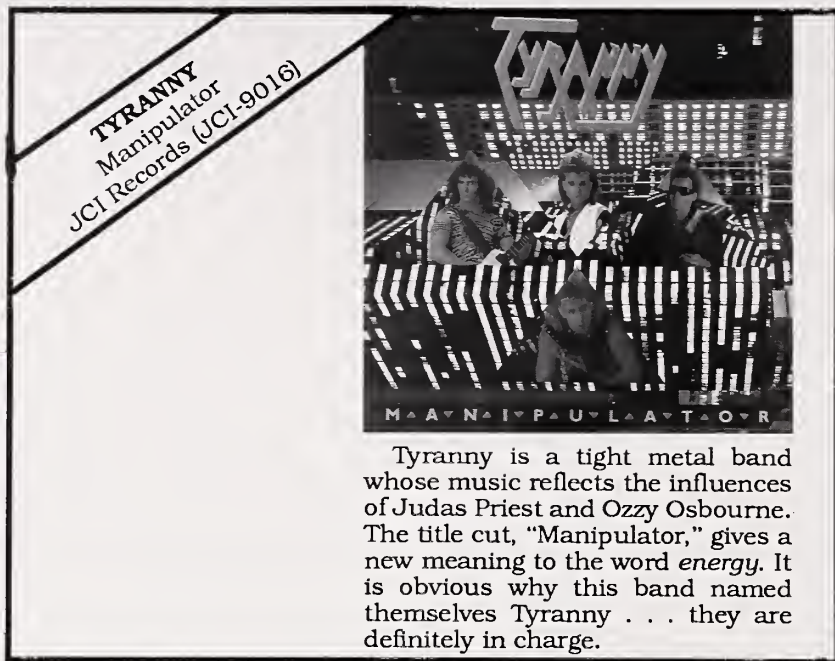 TYRANNY
Manipulator
JCI Records (JCI-9016)
TYRANNY
M▵A▿N▵I▿P▵U▿L▵A▿T▵O▿R
Tyranny is a tight metal band
whose music reflects the influences
of Judas Priest and Ozzy Osbourne.
The title cut, “Manipulator,” gives a
new meaning to the word energy. It
is obvious why this band named
themselves Tyranny . . . they are
definitely in charge.